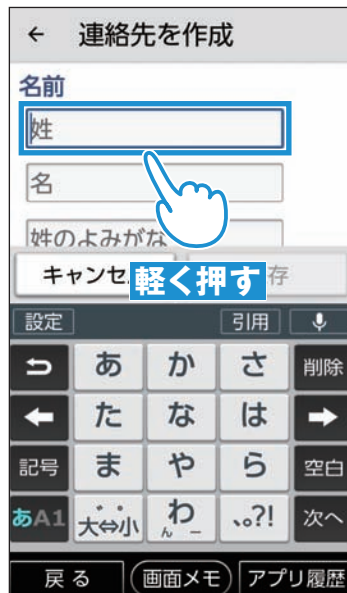 ← 連絡先を作成
名前
姓
名
姓のよみがな
キャンセ
存
軽く押す
設定 引用
あ か さ 削除
← た な は →
記号 ま や ら 空白
あA1 大⇔小 わ ん ー 、。?! 次へ
戻る 画面メモ アプリ履歴